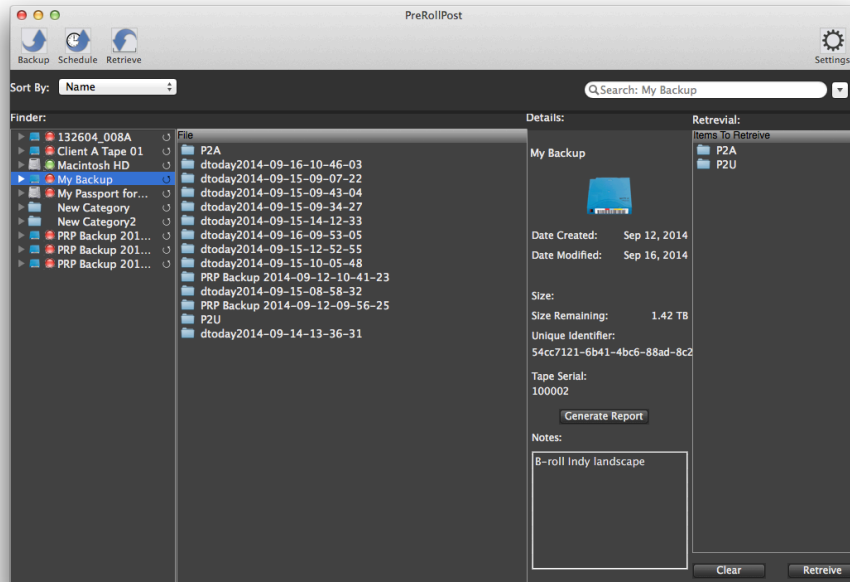 PreRollPost
Backup Schedule Retrieve Settings
Sort By: Name
Search: My Backup
Finder:
132604_008A
Client A Tape 01
Macintosh HD
My Backup
My Passport for...
New Category
New Category2
PRP Backup 201...
PRP Backup 201...
PRP Backup 201...
File
P2A
dtoday2014-09-16-10-46-03
dtoday2014-09-15-09-07-22
dtoday2014-09-15-09-43-04
dtoday2014-09-15-09-34-27
dtoday2014-09-15-14-12-33
dtoday2014-09-16-09-53-05
dtoday2014-09-15-12-52-55
dtoday2014-09-15-10-05-48
PRP Backup 2014-09-12-10-41-23
dtoday2014-09-15-08-58-32
PRP Backup 2014-09-12-09-56-25
P2U
dtoday2014-09-14-13-36-31
Details:
My Backup
Date Created: Sep 12, 2014
Date Modified: Sep 16, 2014
Size:
Size Remaining: 1.42 TB
Unique Identifier:
54cc7121-6b41-4bc6-88ad-8c2
Tape Serial:
100002
Generate Report
Notes:
B-roll Indy landscape
Retrevial:
Items To Retreive
P2A
P2U
Clear Retreive